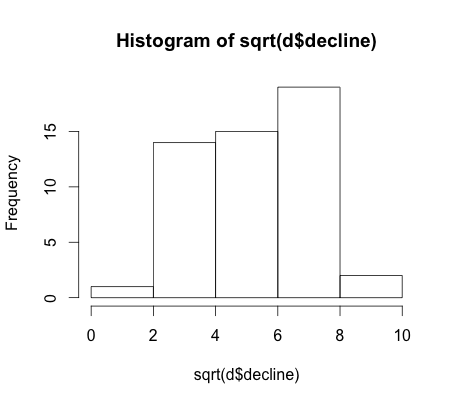 Histogram of sqrt(d$decline)
Frequency
15
10
5
0
0 2 4 6 8 10
sqrt(d$decline)